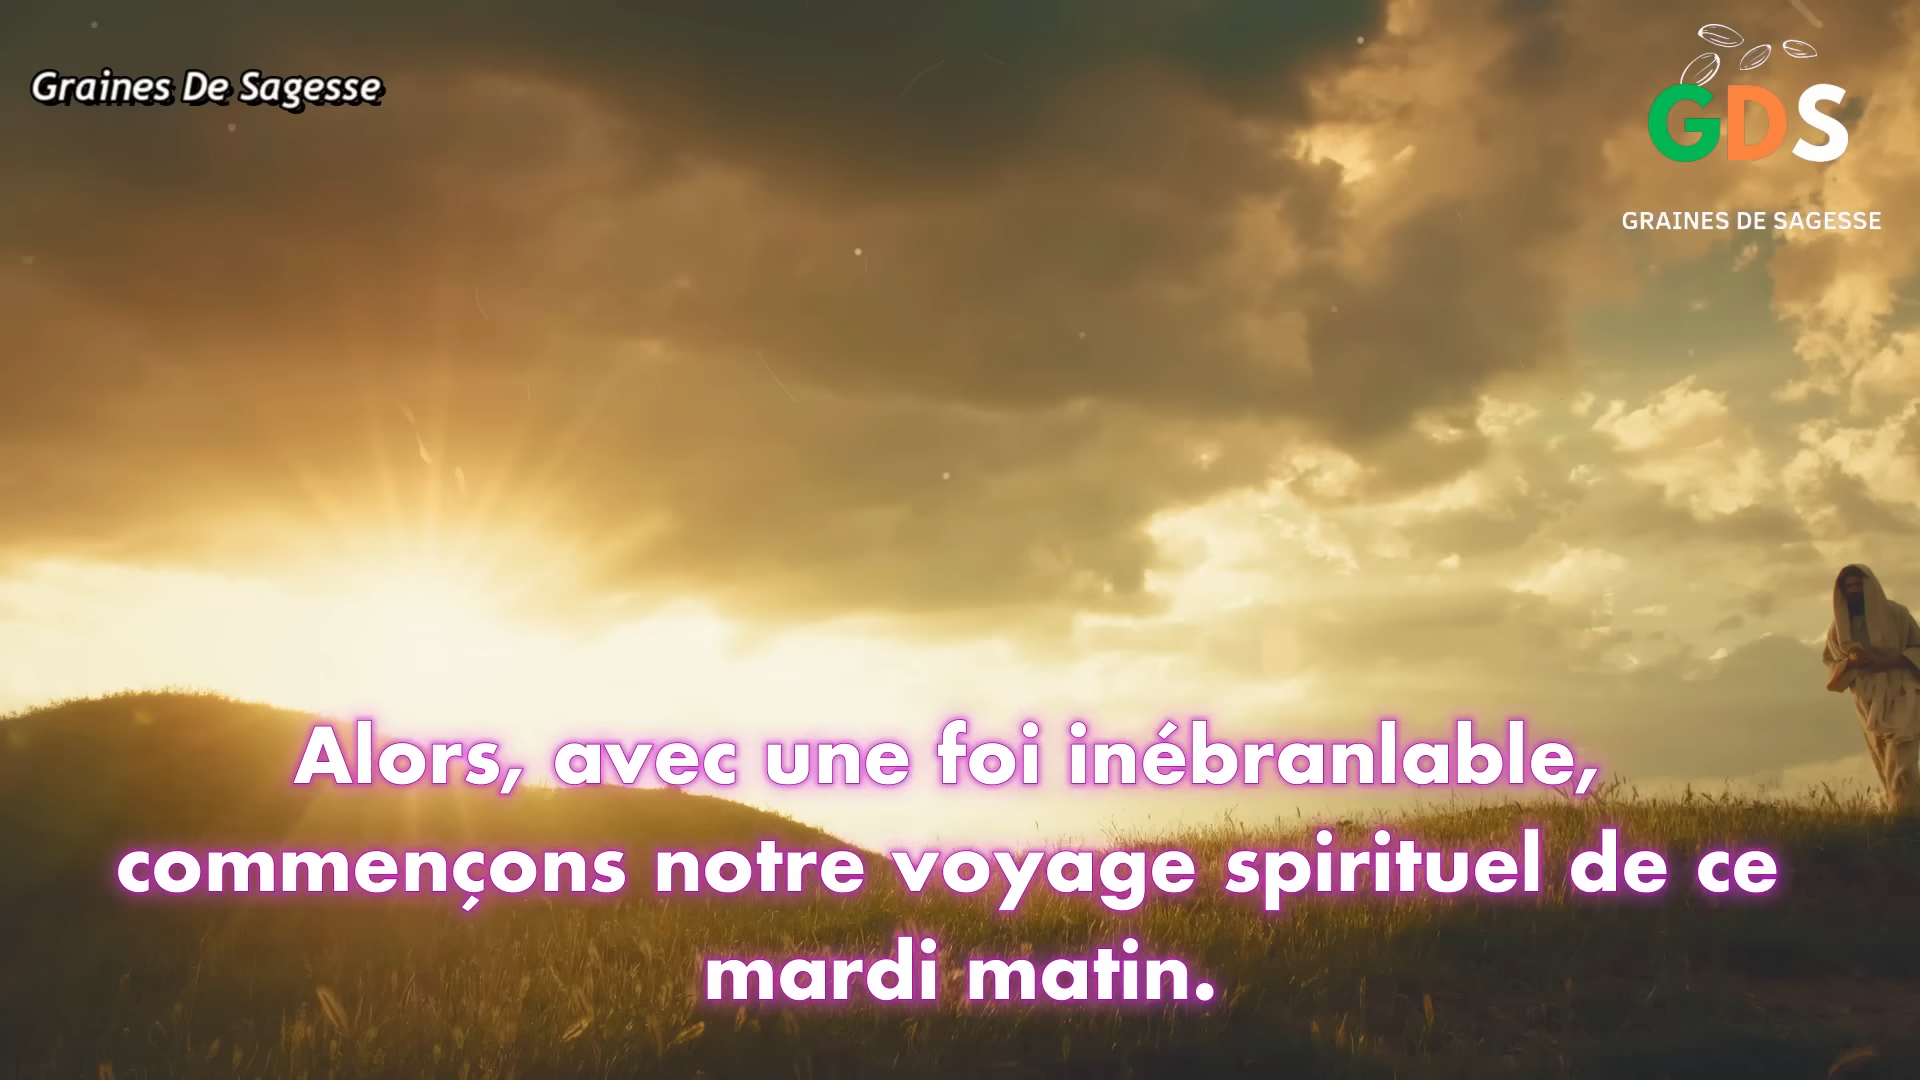 Graines De Sagesse
GDS
GRAINES DE SAGESSE
Alors, avec une foi inébranlable,
commençons notre voyage spirituel de ce
mardi matin.